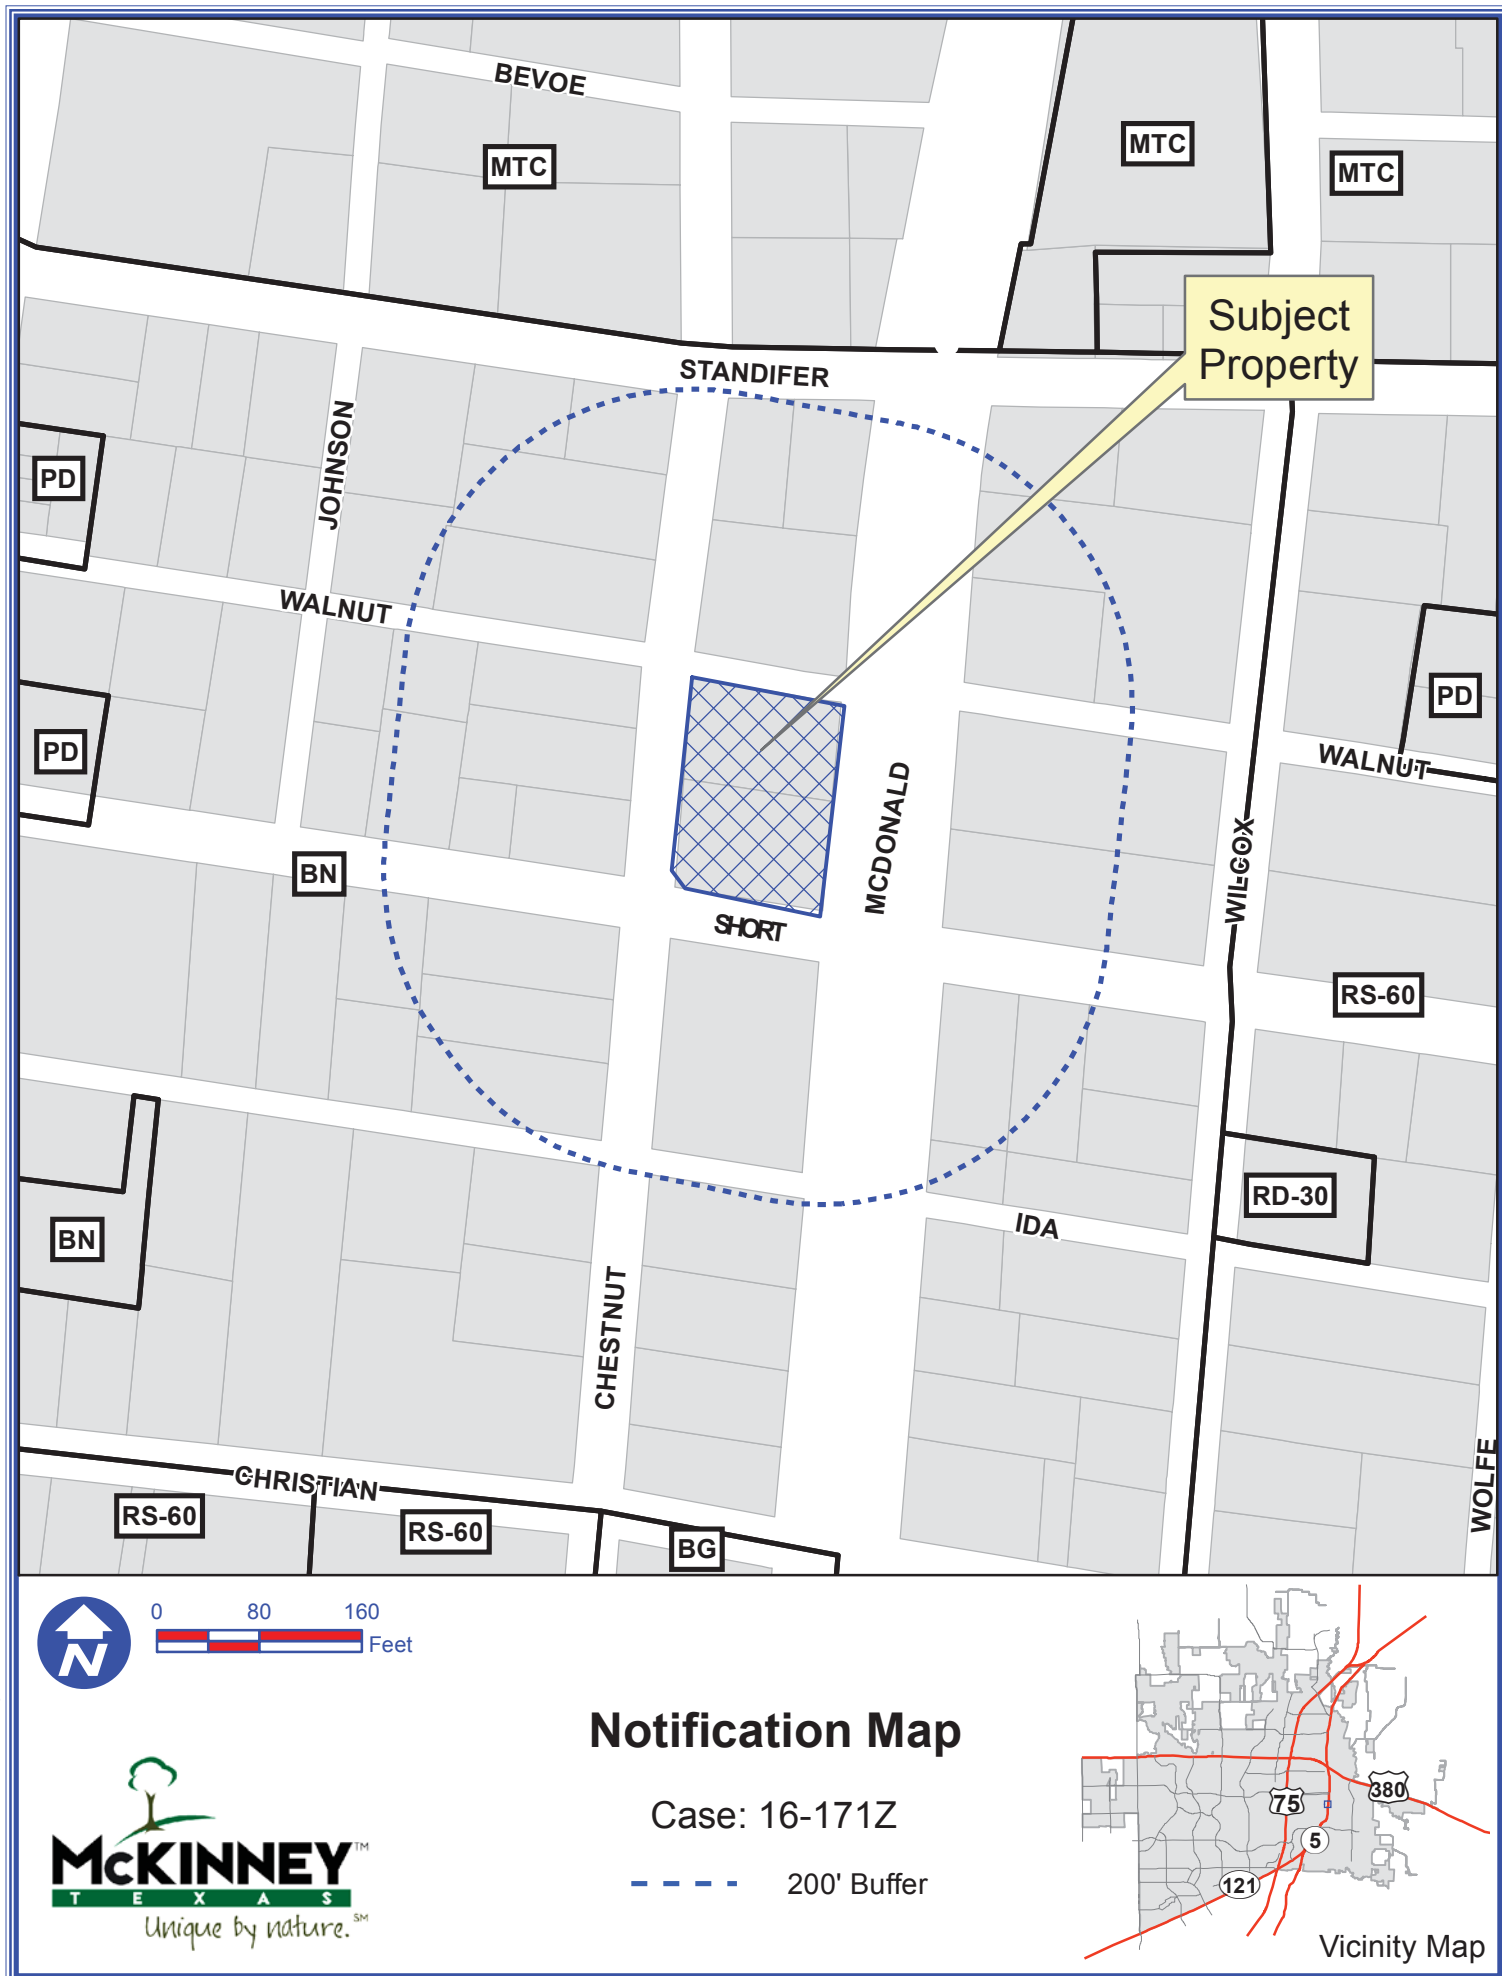 BEVOE
MTC
MTC
MTC
Subject
Property
STANDIFER
JOHNSON
PD
WALNUT
PD
PD
WALNUT
MCDONALD
WILCOX
BN
SHORT
RS-60
RD-30
BN
IDA
CHESTNUT
WOLFE
CHRISTIAN
RS-60
RS-60
BG
0 80 160
Feet
N
Notification Map
Case: 16-171Z
200' Buffer
McKINNEY™
TEXAS
Unique by nature.℠
75
380
5
121
Vicinity Map